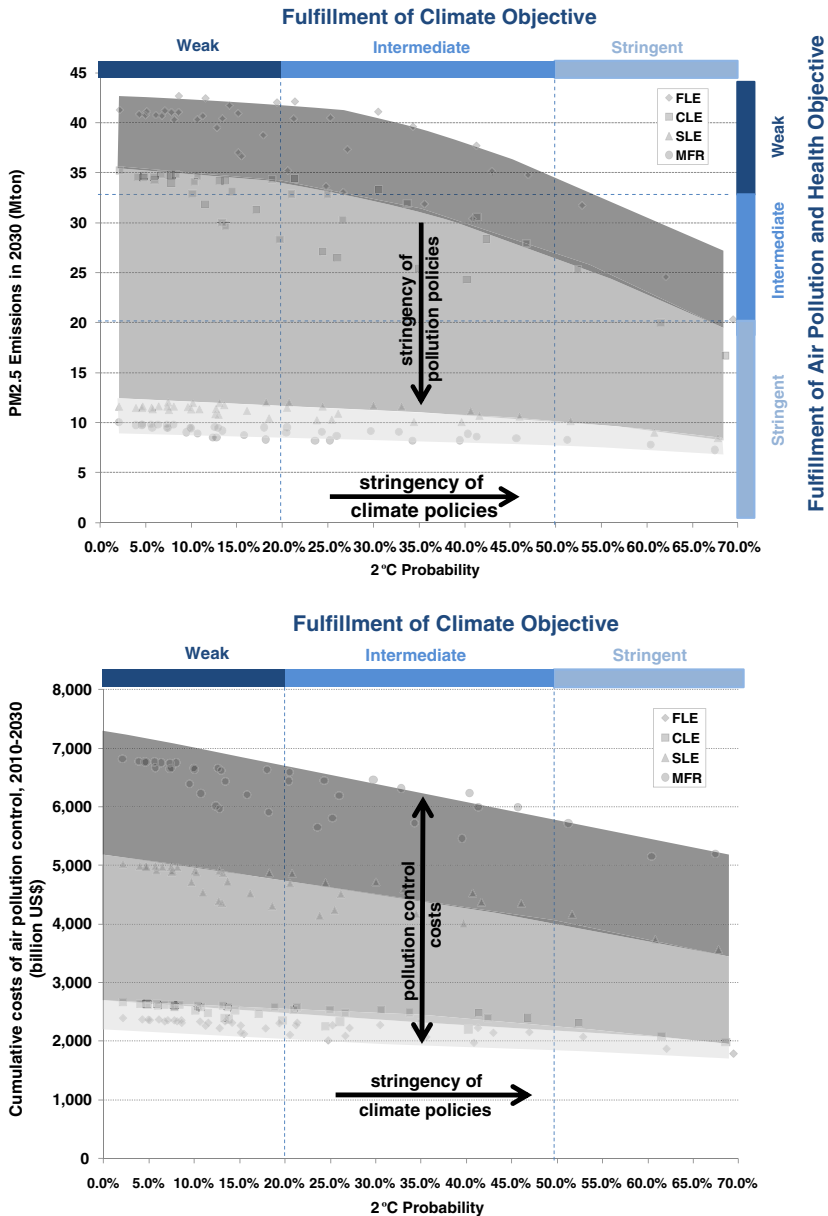 Fulfillment of Climate Objective
Weak
Intermediate
Stringent
45
40
35
30
25
20
15
10
5
0
PM2.5 Emissions in 2030 (Mton)
FLE
CLE
SLE
MFR
stringency of
pollution policies
stringency of
climate policies
0.0% 5.0% 10.0% 15.0% 20.0% 25.0% 30.0% 35.0% 40.0% 45.0% 50.0% 55.0% 60.0% 65.0% 70.0%
2°C Probability
Weak
Intermediate
Stringent
Fulfillment of Air Pollution and Health Objective
Fulfillment of Climate Objective
Weak
Intermediate
Stringent
8,000
7,000
6,000
5,000
4,000
3,000
2,000
1,000
0
Cumulative costs of air pollution control, 2010-2030
(billion US$)
FLE
CLE
SLE
MFR
pollution control
costs
stringency of
climate policies
0.0% 5.0% 10.0% 15.0% 20.0% 25.0% 30.0% 35.0% 40.0% 45.0% 50.0% 55.0% 60.0% 65.0% 70.0%
2°C Probability